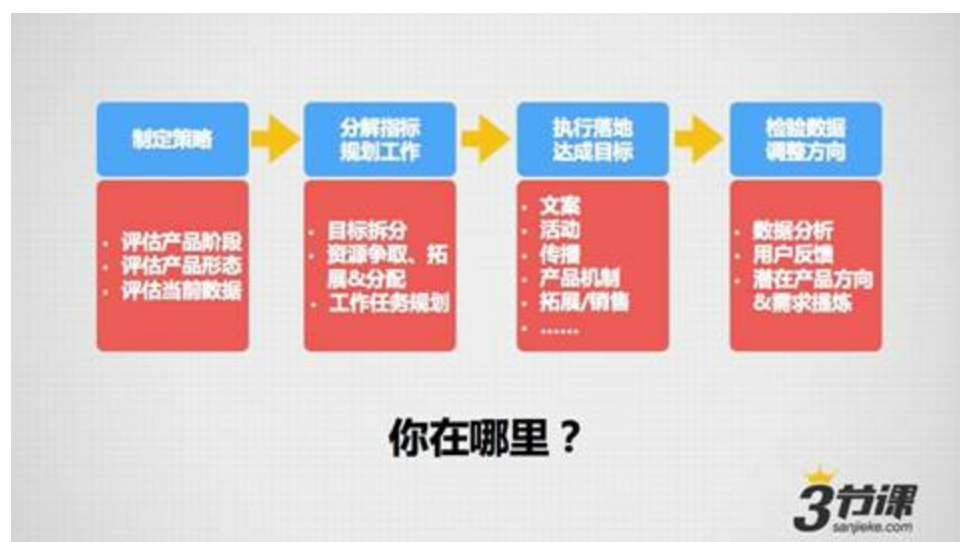 制定策略
分解指标
规划工作
执行落地
达成目标
检验数据
调整方向
· 评估产品阶段
· 评估产品形态
· 评估当前数据
· 目标拆分
· 资源争取、拓
展&分配
· 工作任务规划
· 文案
· 活动
· 传播
· 产品机制
· 拓展/销售
· ......
· 数据分析
· 用户反馈
· 潜在产品方向
&需求提炼
你在哪里？
3节课
sanjieke.com